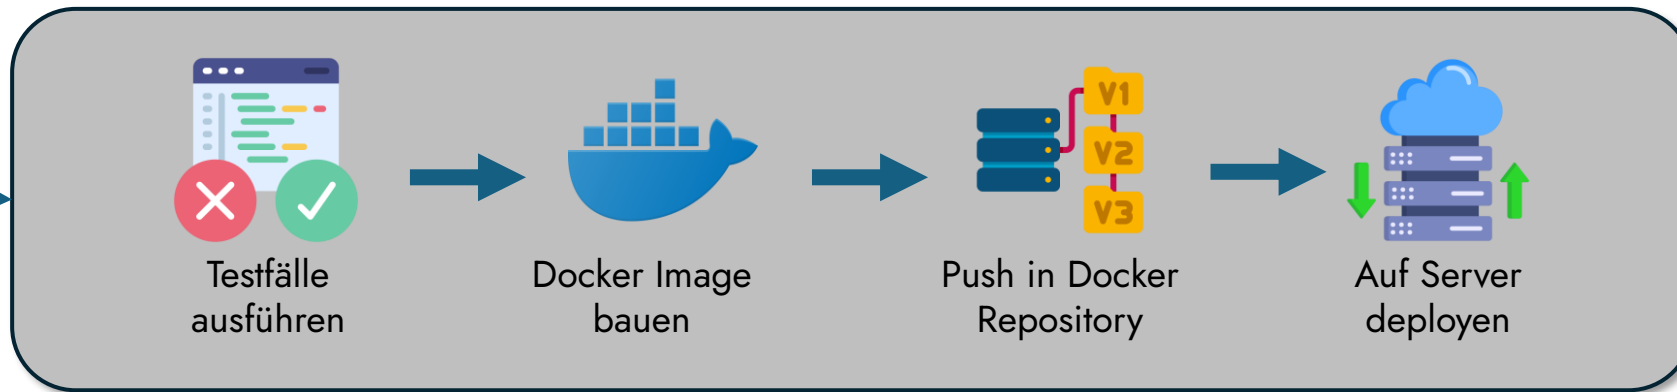 V1
V2
V3
Testfälle
ausführen
Docker Image
bauen
Push in Docker
Repository
Auf Server
deployen